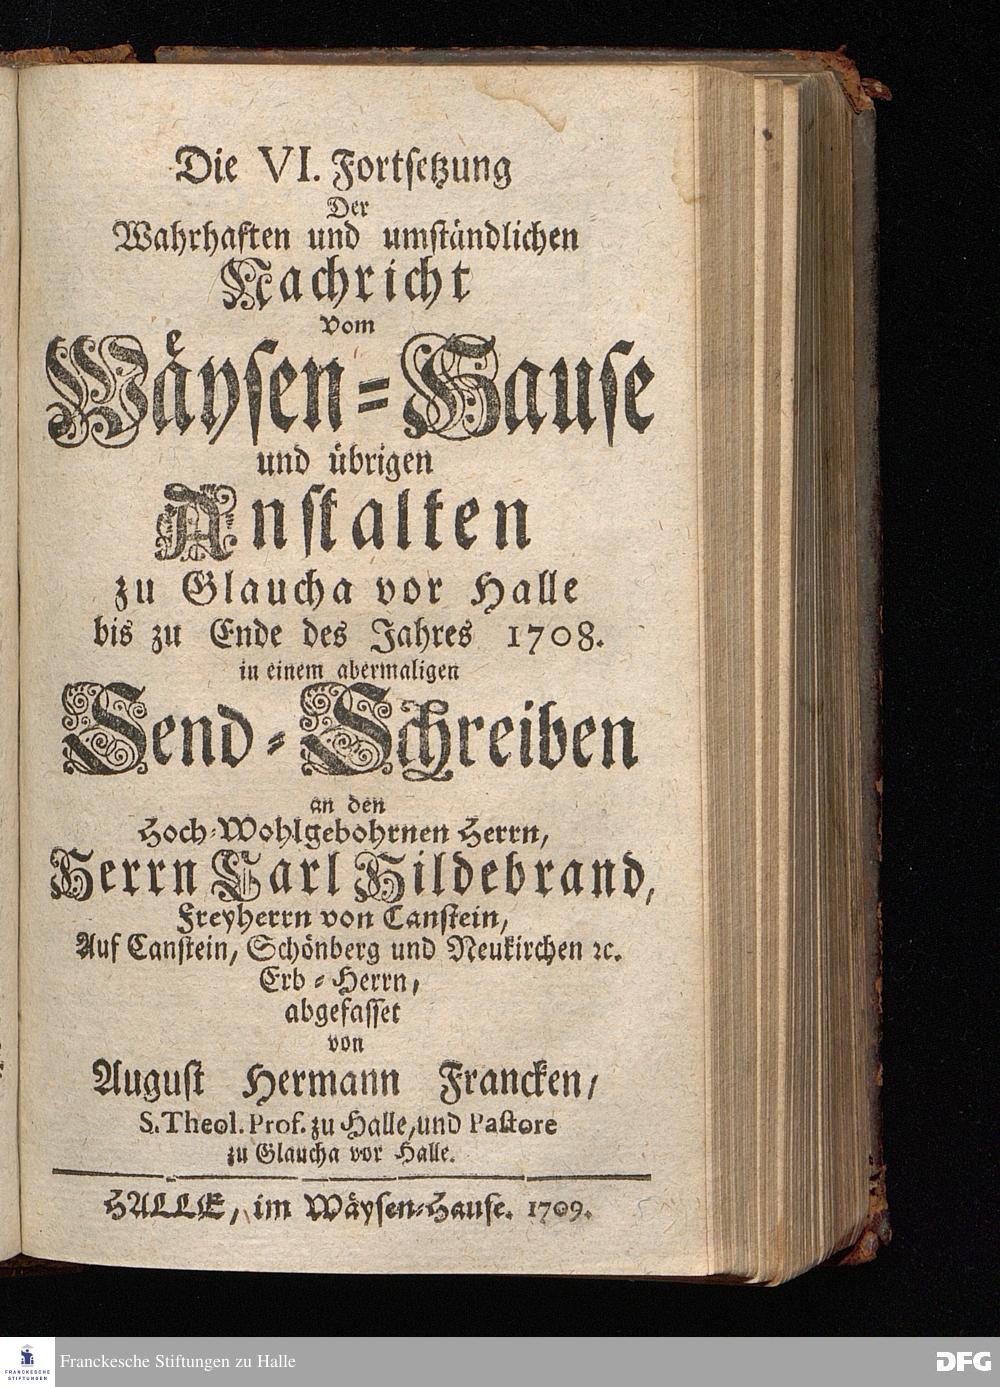 Die VI. Fortsetzung
Der
Wahrhaften und umständlichen
Nachricht
vom
Wäysen-Hause
und übrigen
Anstalten
zu Glaucha vor Halle
bis zu Ende des Jahres 1708.
in einem abermaligen
Send-Schreiben
an den
Hoch-Wohlgebohrnen Herrn,
Herrn Carl Hildebrand,
Freyherrn von Canstein,
Auf Canstein, Schönberg und Neukirchen ꝛc.
Erb-Herrn,
abgefasset
von
August Hermann Francken,
S. Theol. Prof. zu Halle, und Pastore
zu Glaucha vor Halle.
HALLE, im Wäysen-Hause. 1709.
FRANCKESCHE
STIFTUNGEN
Franckesche Stiftungen zu Halle
DFG